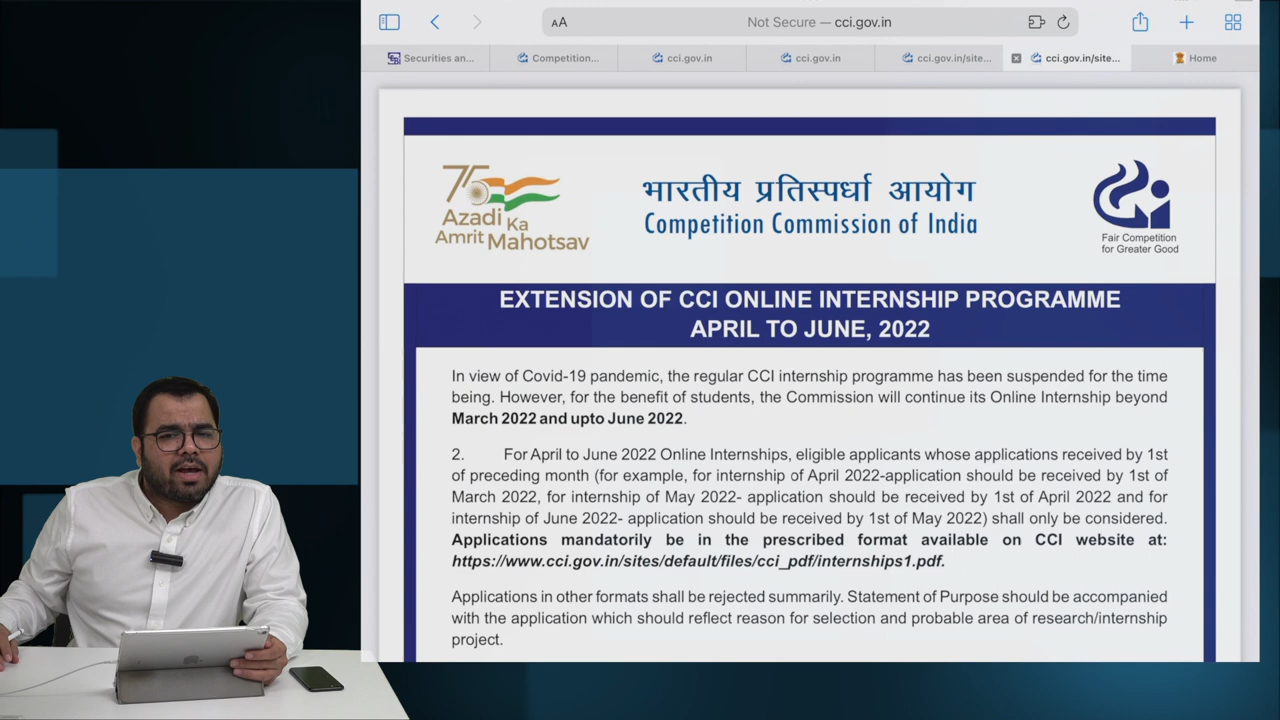 AA
Not Secure — cci.gov.in
Securities an...
Competition...
cci.gov.in
cci.gov.in
cci.gov.in/site...
cci.gov.in/site...
Home
75
Azadi Ka
Amrit Mahotsav
भारतीय प्रतिस्पर्धा आयोग
Competition Commission of India
Fair Competition
for Greater Good
EXTENSION OF CCI ONLINE INTERNSHIP PROGRAMME
APRIL TO JUNE, 2022
In view of Covid-19 pandemic, the regular CCI internship programme has been suspended for the time
being. However, for the benefit of students, the Commission will continue its Online Internship beyond
March 2022 and upto June 2022.
2. For April to June 2022 Online Internships, eligible applicants whose applications received by 1st
of preceding month (for example, for internship of April 2022-application should be received by 1st of
March 2022, for internship of May 2022- application should be received by 1st of April 2022 and for
internship of June 2022- application should be received by 1st of May 2022) shall only be considered.
Applications mandatorily be in the prescribed format available on CCI website at:
https://www.cci.gov.in/sites/default/files/cci_pdf/internships1.pdf.
Applications in other formats shall be rejected summarily. Statement of Purpose should be accompanied
with the application which should reflect reason for selection and probable area of research/internship
project.